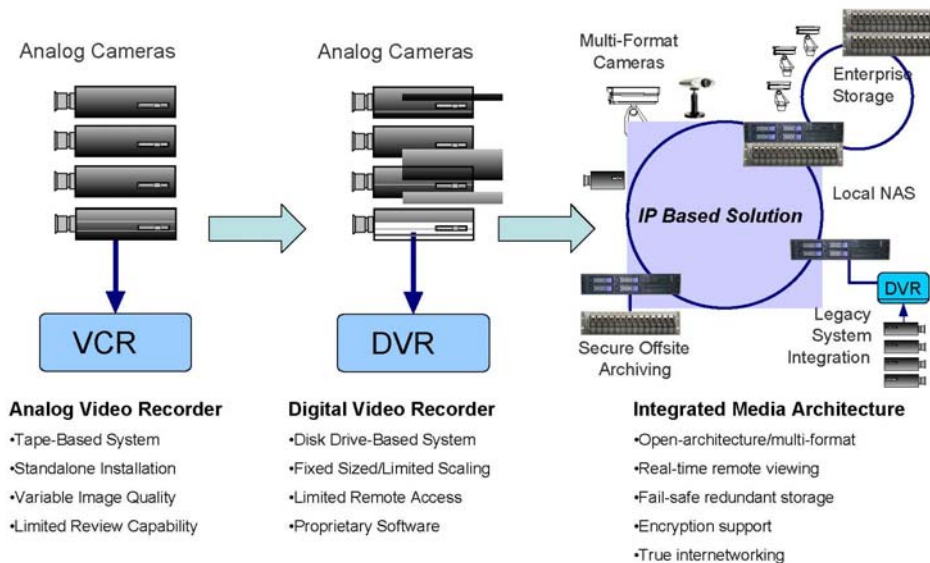 Analog Cameras
VCR
Analog Video Recorder
•Tape-Based System
•Standalone Installation
•Variable Image Quality
•Limited Review Capability
Analog Cameras
DVR
Digital Video Recorder
•Disk Drive-Based System
•Fixed Sized/Limited Scaling
•Limited Remote Access
•Proprietary Software
Multi-Format
Cameras
Enterprise
Storage
Local NAS
IP Based Solution
DVR
Legacy
System
Integration
Secure Offsite
Archiving
Integrated Media Architecture
•Open-architecture/multi-format
•Real-time remote viewing
•Fail-safe redundant storage
•Encryption support
•True internetworking